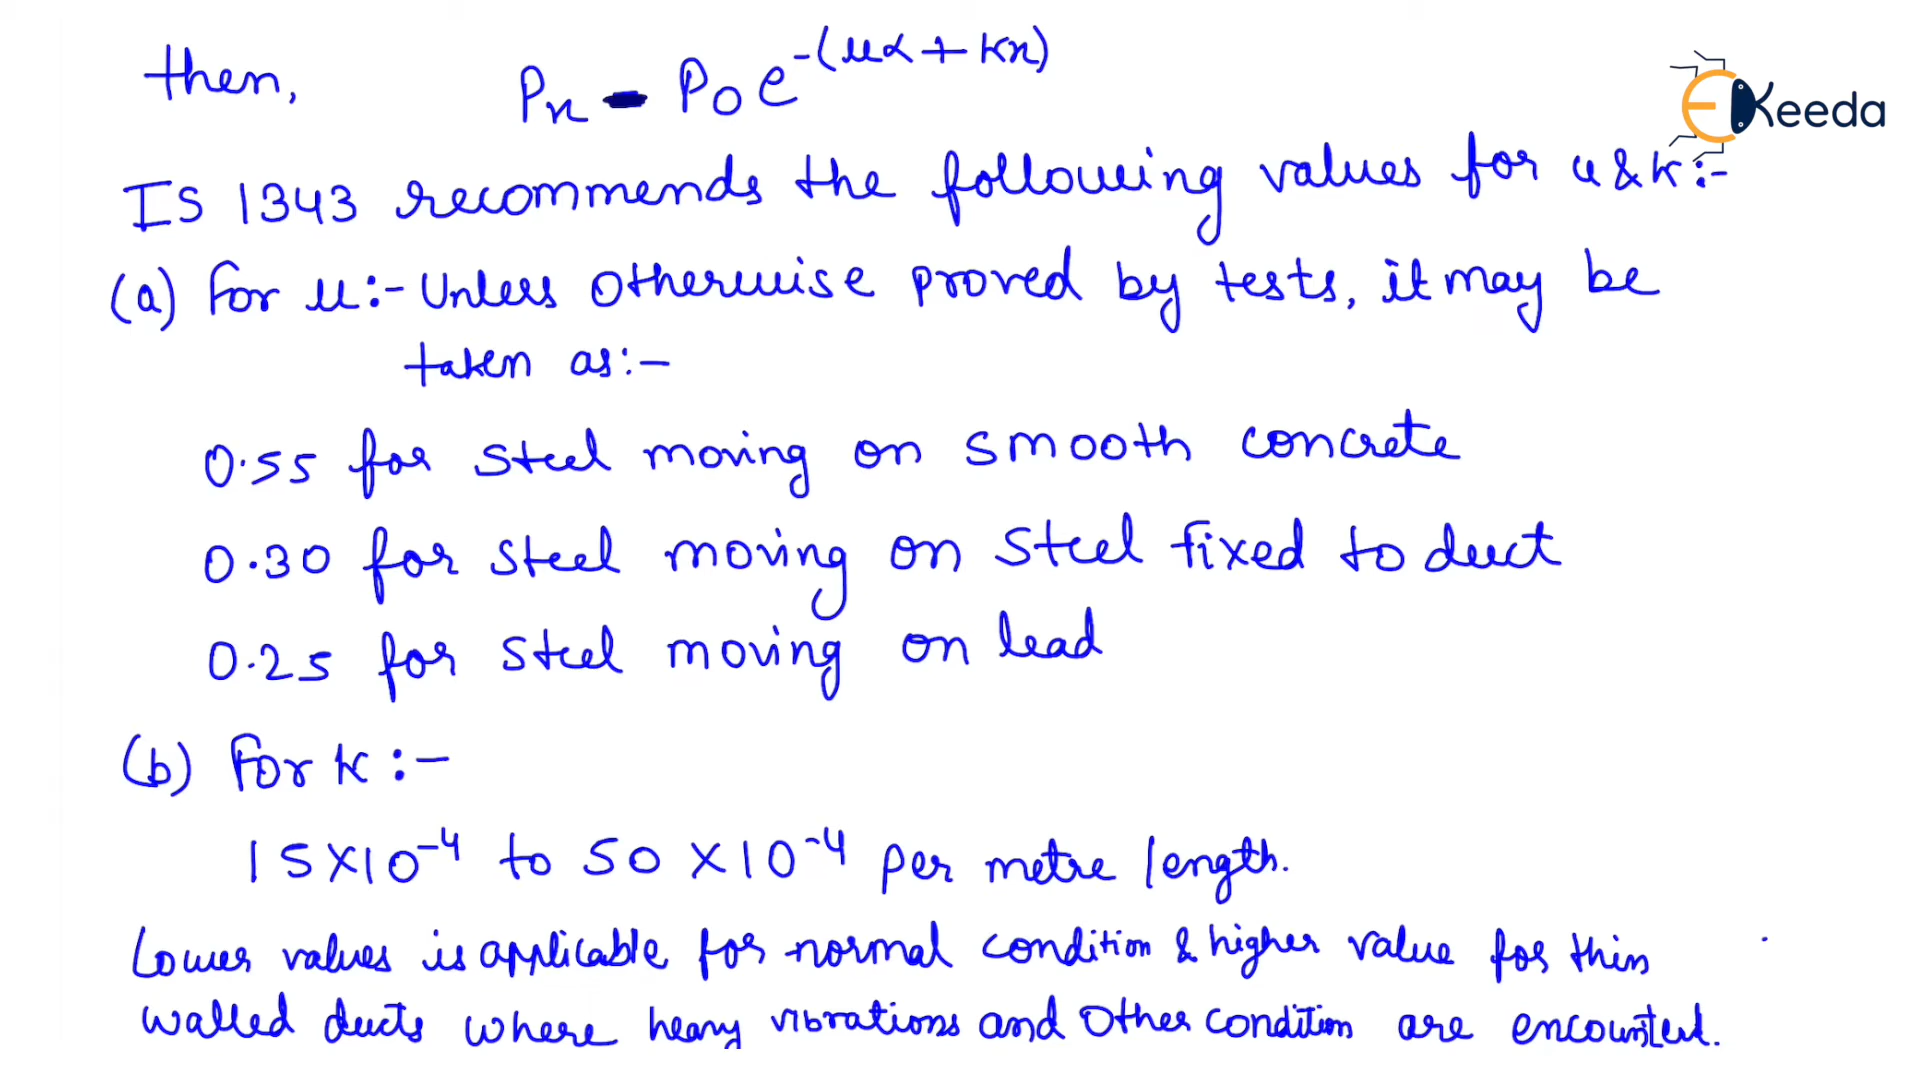 then, Px = P0 e^-(μα + Kx)
EKeeda
IS 1343 recommends the following values for μ & K:-
(a) For μ:- Unless otherwise proved by tests, it may be
taken as:-
0.55 for steel moving on smooth concrete
0.30 for steel moving on steel fixed to duct
0.25 for steel moving on lead
(b) For K:-
15×10^-4 to 50×10^-4 per metre length.
Lower values is applicable for normal condition & higher value for thin
walled ducts where heavy vibrations and other condition are encounted.